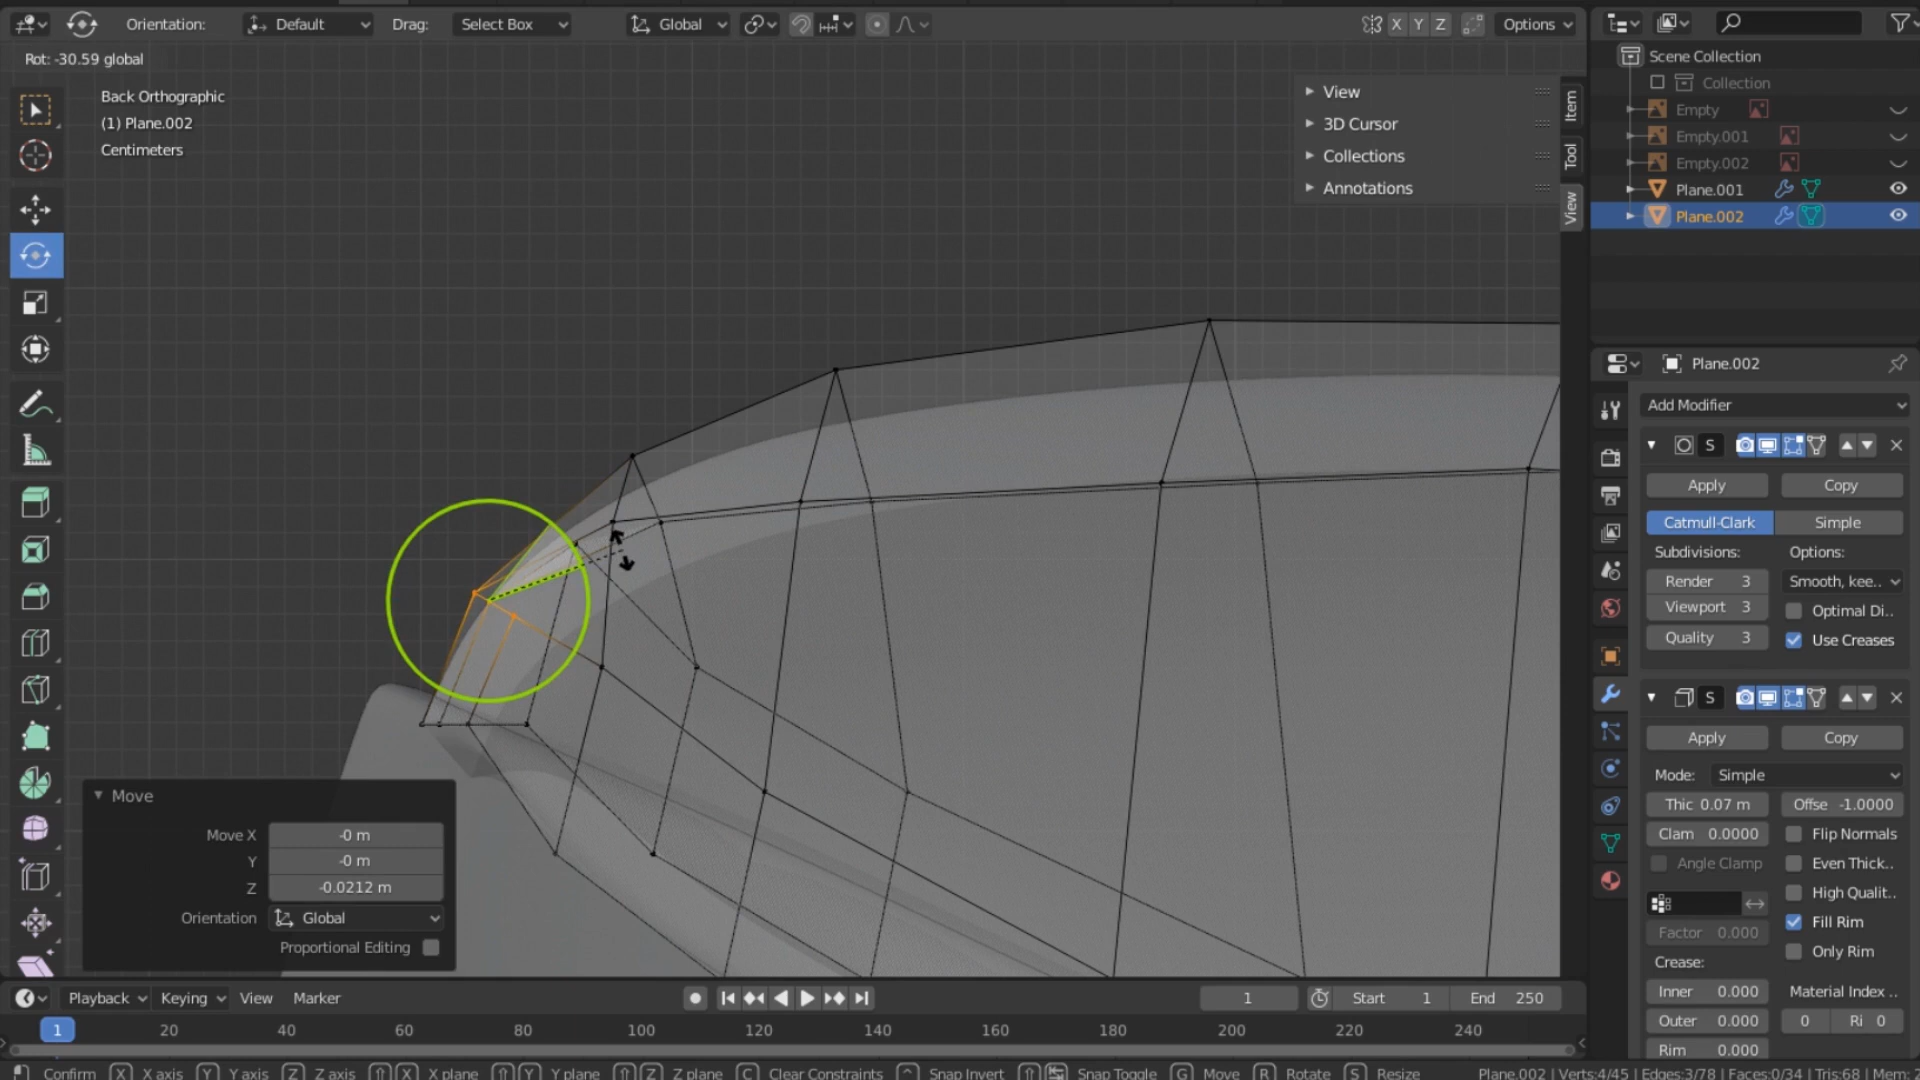 Orientation: Default Drag: Select Box Global X Y Z Options
Rot: -30.59 global
Back Orthographic
(1) Plane.002
Centimeters
View
3D Cursor
Collections
Annotations
Item
Tool
View
Scene Collection
Collection
Empty
Empty.001
Empty.002
Plane.001
Plane.002
Plane.002
Add Modifier
S
Apply Copy
Catmull-Clark Simple
Subdivisions: Options:
Render 3 Smooth, kee..
Viewport 3 Optimal Di..
Quality 3 Use Creases
S
Apply Copy
Mode: Simple
Thic 0.07 m Offse -1.0000
Clam 0.0000 Flip Normals
Angle Clamp Even Thick..
High Qualit..
Fill Rim
Factor 0.000
Only Rim
Crease:
Inner 0.000 Material Index ..
Outer 0.000 0 Ri 0
Rim 0.000
Move
Move X -0 m
Y -0 m
Z -0.0212 m
Orientation Global
Proportional Editing
Playback Keying View Marker 1 Start 1 End 250
1 20 40 60 80 100 120 140 160 180 200 220 240
Confirm X X axis Y Y axis Z Z axis X X plane Y Y plane Z Z plane C Clear Constraints Snap Invert Snap Toggle G Move R Rotate S Resize Plane.002 | Verts:4/45 | Edges:3/78 | Faces:0/34 | Tris:68 | Mem: 2